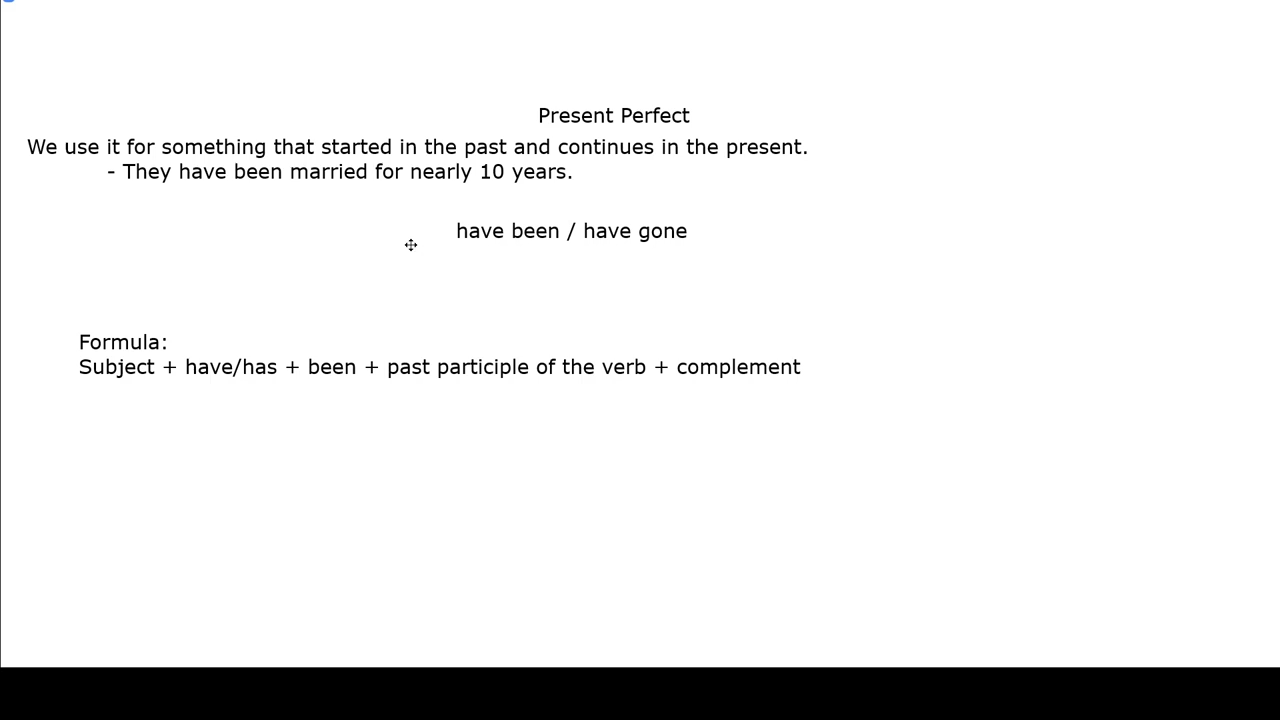 Present Perfect
We use it for something that started in the past and continues in the present.
- They have been married for nearly 10 years.
have been / have gone
Formula:
Subject + have/has + been + past participle of the verb + complement